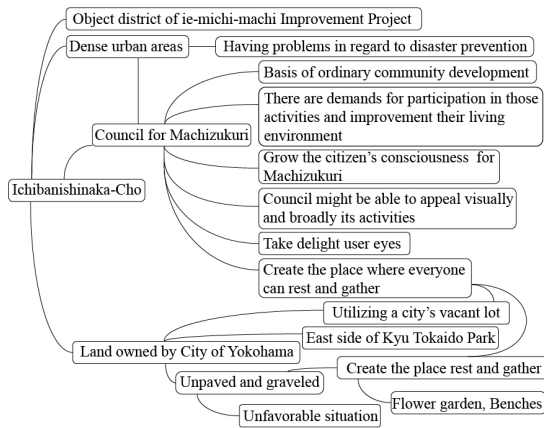 Object district of ie-michi-machi Improvement Project
Dense urban areas
Having problems in regard to disaster prevention
Basis of ordinary community development
There are demands for participation in those
activities and improvement their living
environment
Council for Machizukuri
Grow the citizen's consciousness for
Machizukuri
Ichibanishinaka-Cho
Council might be able to appeal visually
and broadly its activities
Take delight user eyes
Create the place where everyone
can rest and gather
Utilizing a city's vacant lot
East side of Kyu Tokaido Park
Land owned by City of Yokohama
Create the place rest and gather
Unpaved and graveled
Flower garden, Benches
Unfavorable situation